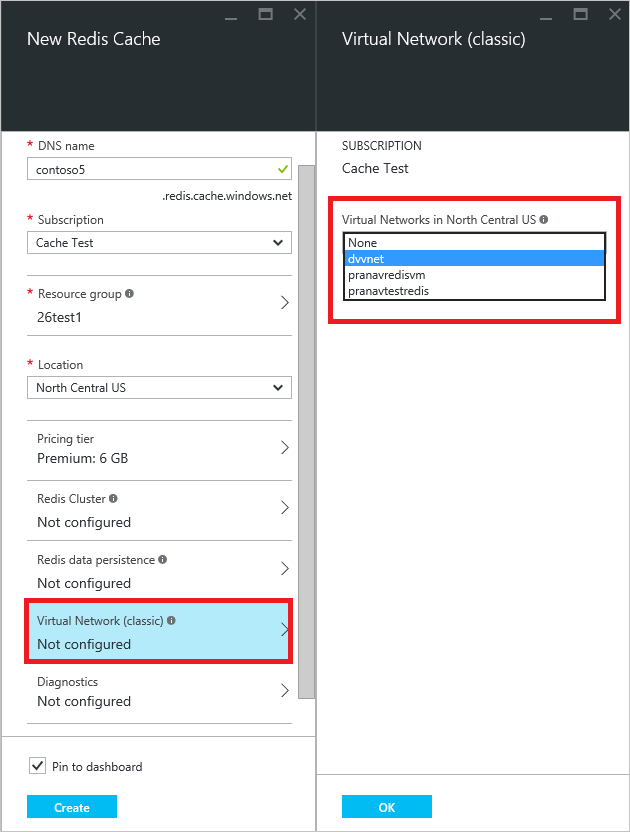 New Redis Cache
* DNS name
contoso5
.redis.cache.windows.net
* Subscription
Cache Test
* Resource group
26test1
* Location
North Central US
Pricing tier
Premium: 6 GB
Redis Cluster
Not configured
Redis data persistence
Not configured
Virtual Network (classic)
Not configured
Diagnostics
Not configured
Pin to dashboard
Create
Virtual Network (classic)
SUBSCRIPTION
Cache Test
Virtual Networks in North Central US
None
dvvnet
pranavredisvm
pranavtestredis
OK